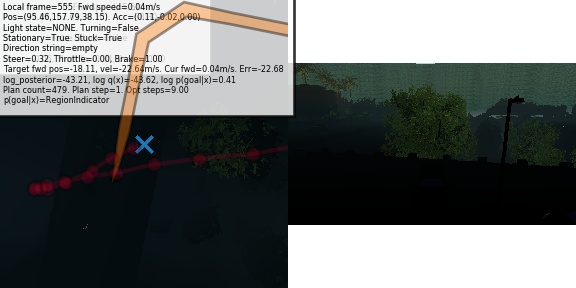 Local frame=555. Fwd speed=0.04m/s
Pos=(95.46,157.79,38.15). Acc=(0.11,-0.02,0.00)
Light state=NONE. Turning=False
Stationary=True. Stuck=True
Direction string=empty
Steer=0.32, Throttle=0.00, Brake=1.00
Target fwd pos=-18.11, vel=-22.64m/s. Cur fwd=0.04m/s. Err=-22.68
log_posterior=-43.21, log q(x)=-43.62, log p(goal|x)=0.41
Plan count=479. Plan step=1. Opt steps=9.00
p(goal|x)=RegionIndicator